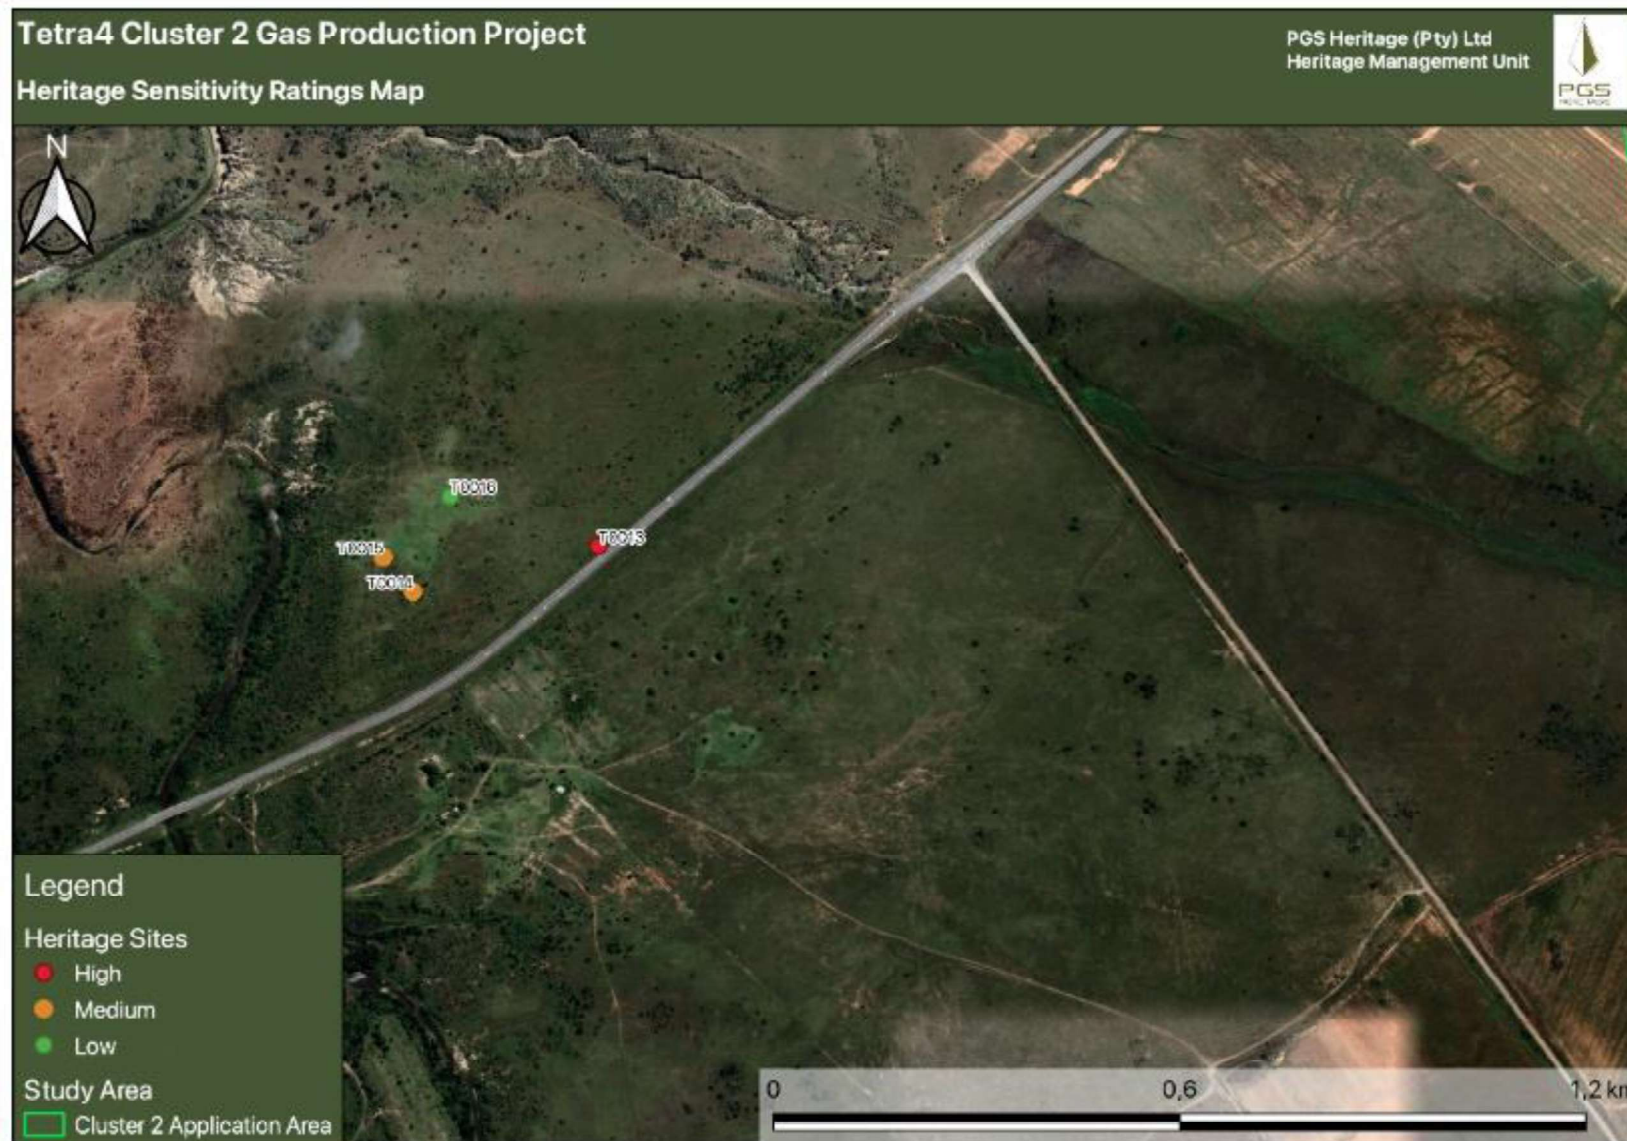 Tetra4 Cluster 2 Gas Production Project
Heritage Sensitivity Ratings Map
PGS Heritage (Pty) Ltd
Heritage Management Unit
PGS
N
T0016
T0013
T0015
T0014
Legend
Heritage Sites
High
Medium
Low
Study Area
Cluster 2 Application Area
0 0,6 1,2 km